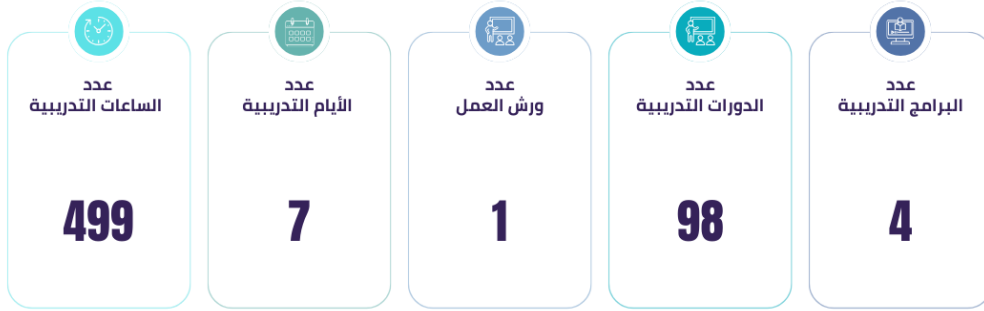 عدد
البرامج التدريبية
4
عدد
الدورات التدريبية
98
عدد
ورش العمل
1
عدد
الأيام التدريبية
7
عدد
الساعات التدريبية
499